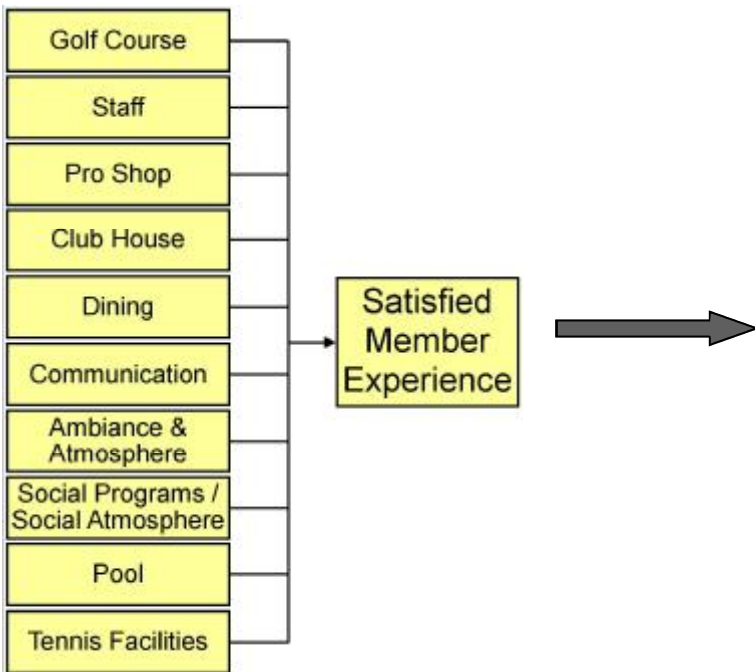 Golf Course
Staff
Pro Shop
Club House
Dining
Communication
Ambiance &
Atmosphere
Social Programs /
Social Atmosphere
Pool
Tennis Facilities
Satisfied
Member
Experience